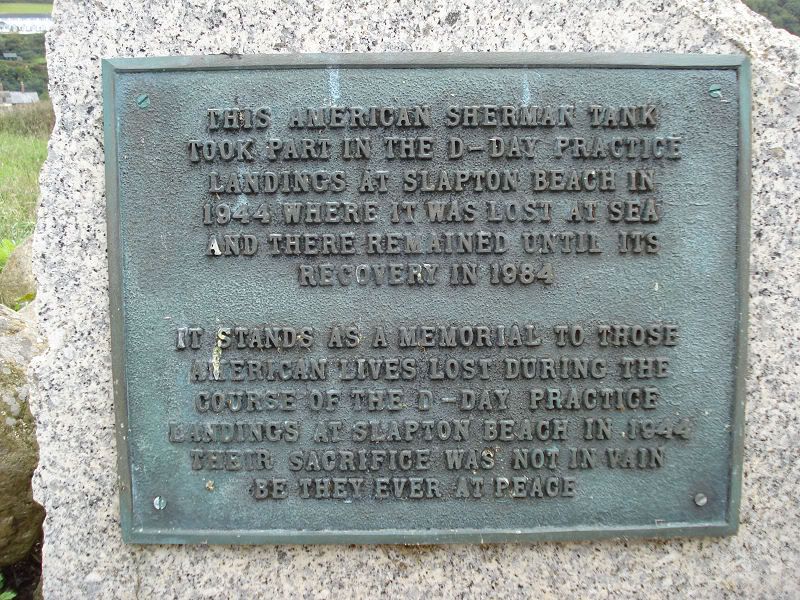 THIS AMERICAN SHERMAN TANK
TOOK PART IN THE D-DAY PRACTICE
LANDINGS AT SLAPTON BEACH IN
1944 WHERE IT WAS LOST AT SEA
AND THERE REMAINED UNTIL ITS
RECOVERY IN 1984
IT STANDS AS A MEMORIAL TO THOSE
AMERICAN LIVES LOST DURING THE
COURSE OF THE D-DAY PRACTICE
LANDINGS AT SLAPTON BEACH IN 1944
THEIR SACRIFICE WAS NOT IN VAIN
BE THEY EVER AT PEACE